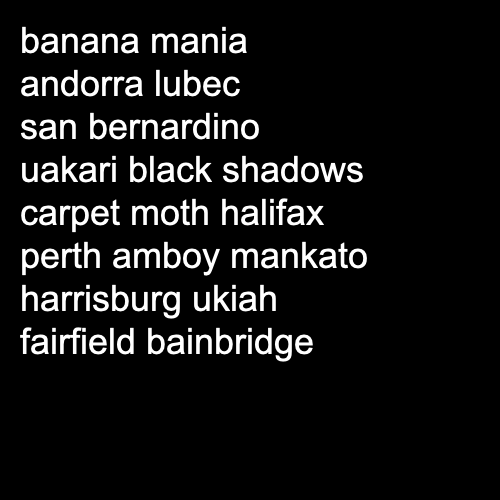 banana mania
andorra lubec
san bernardino
uakari black shadows
carpet moth halifax
perth amboy mankato
harrisburg ukiah
fairfield bainbridge